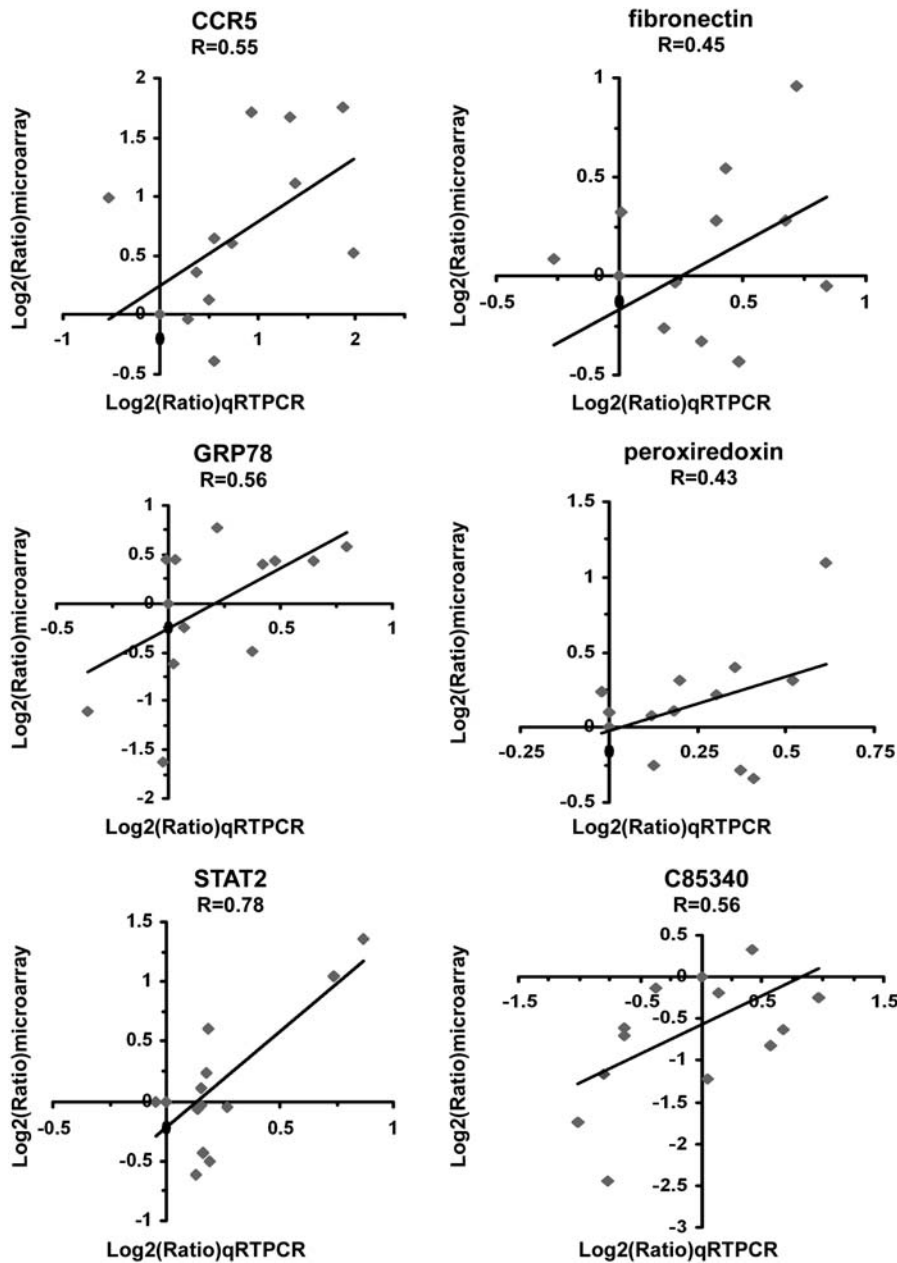 CCR5
R=0.55
Log2(Ratio)microarray
2
1.5
1
0.5
0
-0.5
-1
1
2
Log2(Ratio)qRTPCR
fibronectin
R=0.45
Log2(Ratio)microarray
1
0.5
0
-0.5
-0.5
0.5
1
Log2(Ratio)qRTPCR
GRP78
R=0.56
Log2(Ratio)microarray
1
0.5
0
-0.5
-1
-1.5
-2
-0.5
0.5
1
Log2(Ratio)qRTPCR
peroxiredoxin
R=0.43
Log2(Ratio)microarray
1.5
1
0.5
0
-0.5
-0.25
0.25
0.5
0.75
Log2(Ratio)qRTPCR
STAT2
R=0.78
Log2(Ratio)microarray
1.5
1
0.5
0
-0.5
-1
-0.5
0.5
1
Log2(Ratio)qRTPCR
C85340
R=0.56
Log2(Ratio)microarray
0.5
0
-0.5
-1
-1.5
-2
-2.5
-3
-1.5
-0.5
0.5
1.5
Log2(Ratio)qRTPCR